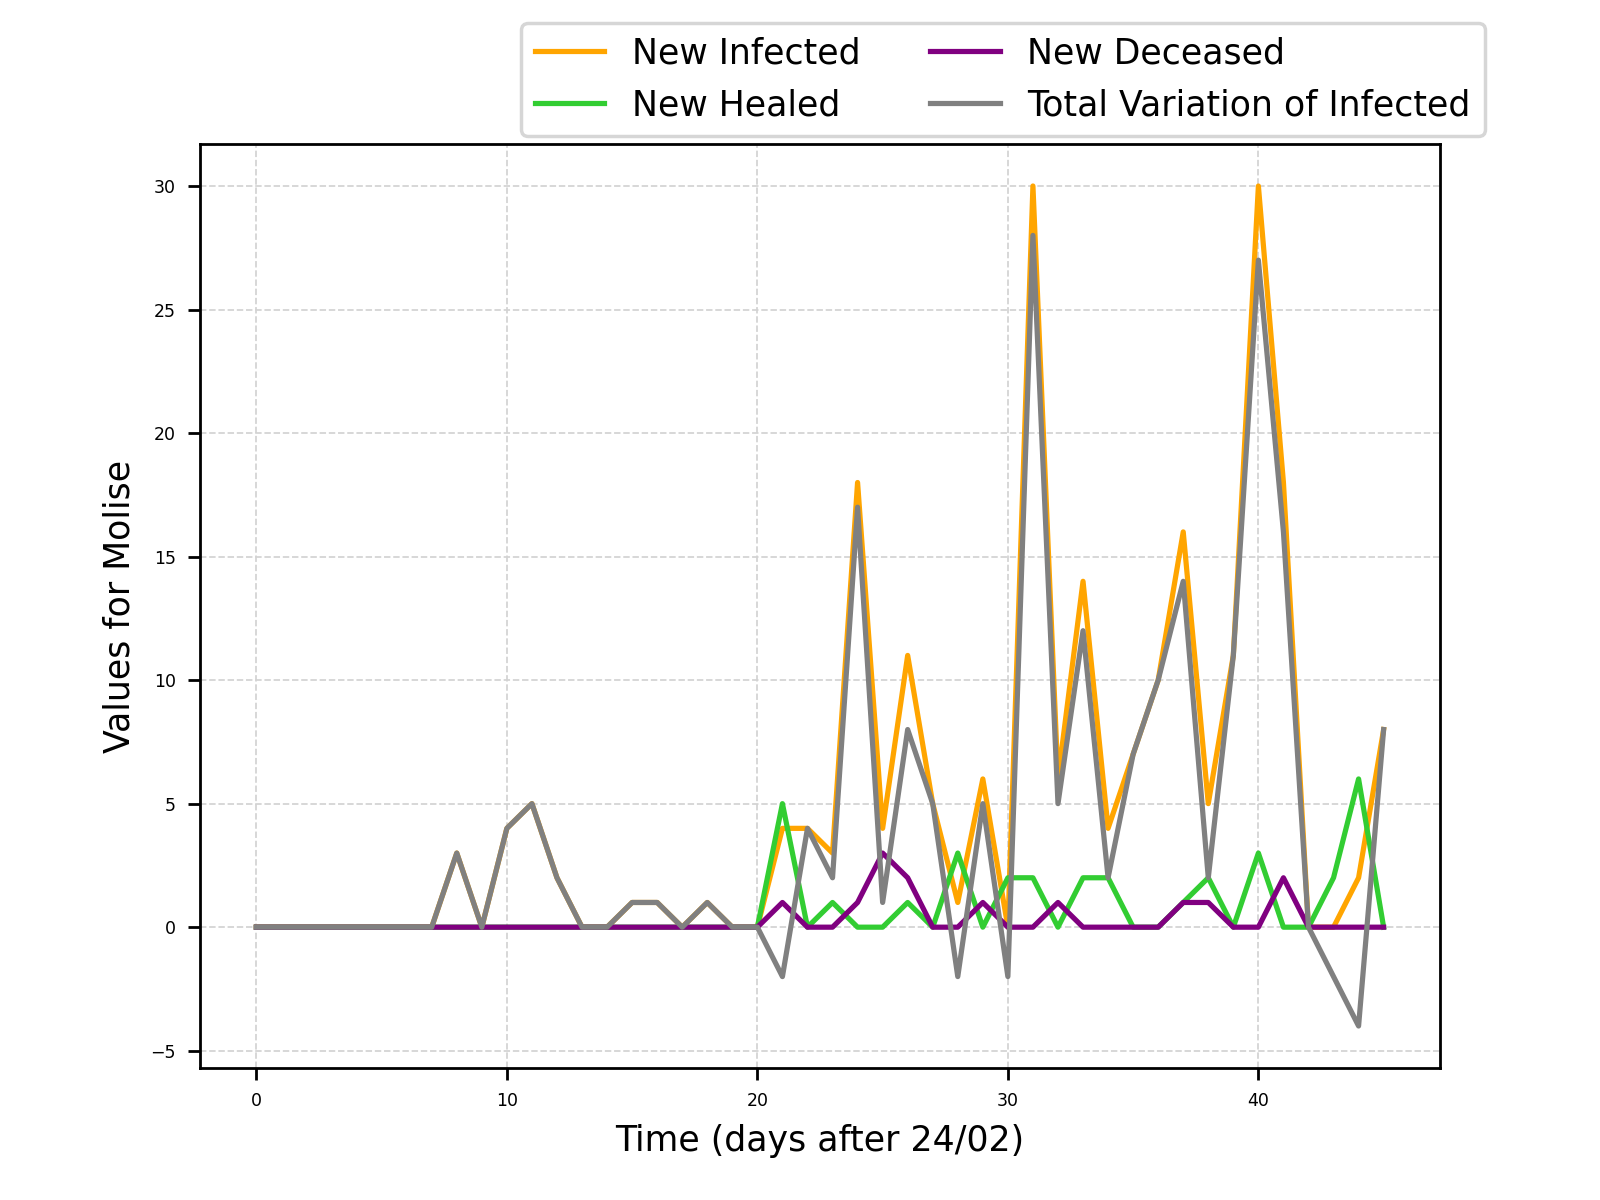 New Infected
New Healed
New Deceased
Total Variation of Infected
30
25
20
15
10
5
0
−5
Values for Molise
0 10 20 30 40
Time (days after 24/02)